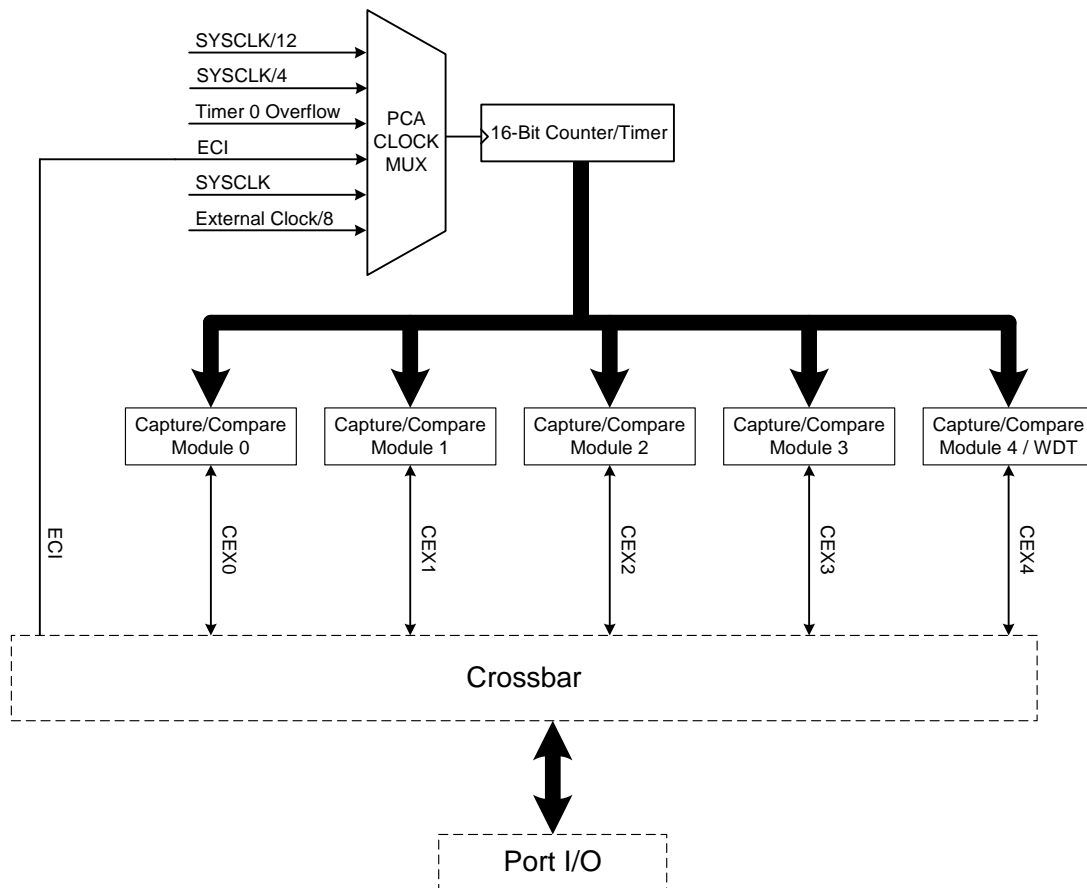 SYSCLK/12
SYSCLK/4
Timer 0 Overflow
ECI
SYSCLK
External Clock/8
PCA
CLOCK
MUX
16-Bit Counter/Timer
Capture/Compare
Module 0
Capture/Compare
Module 1
Capture/Compare
Module 2
Capture/Compare
Module 3
Capture/Compare
Module 4 / WDT
ECI
CEX0
CEX1
CEX2
CEX3
CEX4
Crossbar
Port I/O